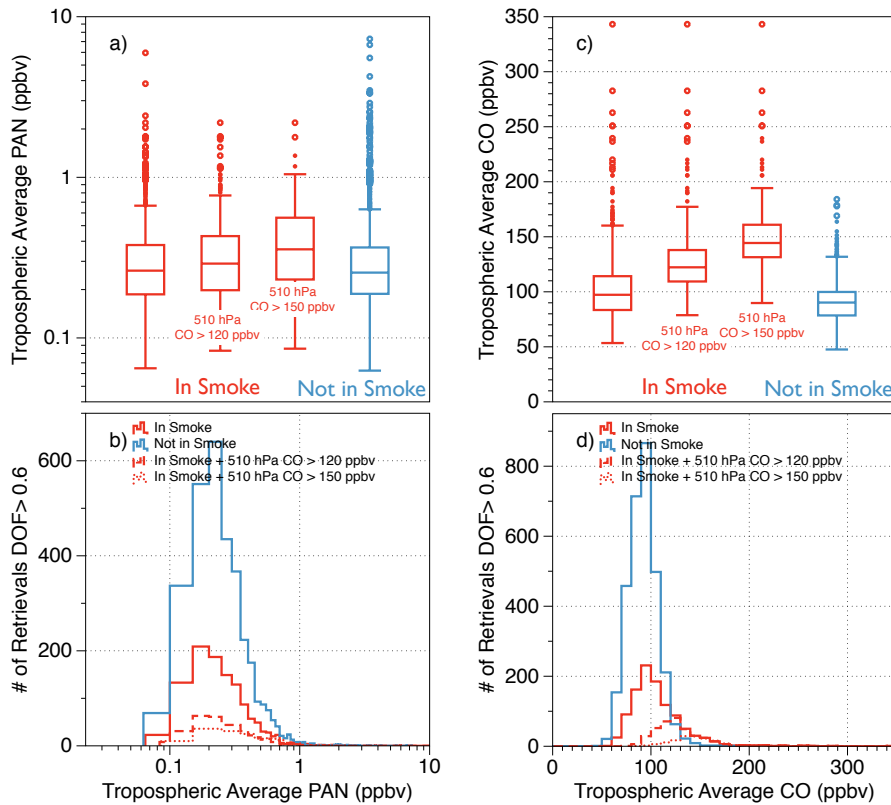 a)
Tropospheric Average PAN (ppbv)
10
1
0.1
510 hPa
CO > 120 ppbv
510 hPa
CO > 150 ppbv
In Smoke
Not in Smoke
c)
Tropospheric Average CO (ppbv)
350
300
250
200
150
100
50
0
510 hPa
CO > 120 ppbv
510 hPa
CO > 150 ppbv
In Smoke
Not in Smoke
b)
In Smoke
Not in Smoke
In Smoke + 510 hPa CO > 120 ppbv
In Smoke + 510 hPa CO > 150 ppbv
# of Retrievals DOF> 0.6
600
400
200
0
0.1
1
10
Tropospheric Average PAN (ppbv)
d)
In Smoke
Not in Smoke
In Smoke + 510 hPa CO > 120 ppbv
In Smoke + 510 hPa CO > 150 ppbv
# of Retrievals DOF> 0.6
800
600
400
200
0
0
100
200
300
Tropospheric Average CO (ppbv)